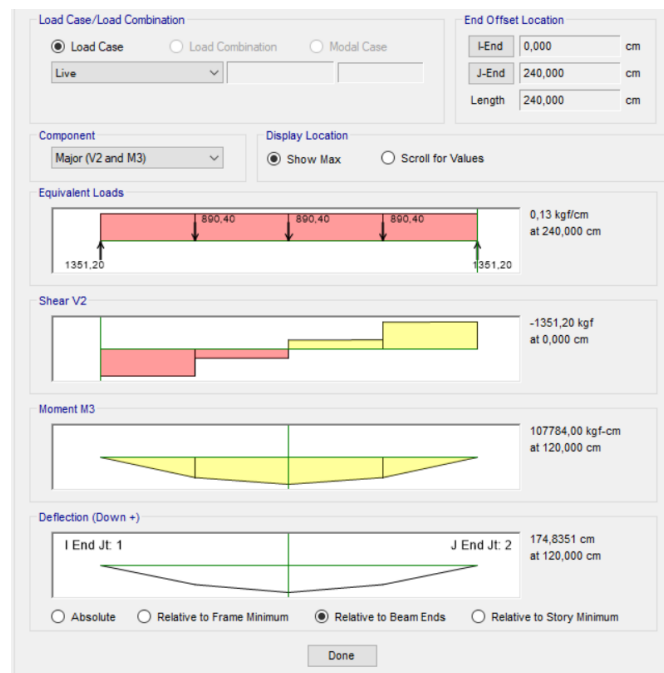 Load Case/Load Combination
Load Case
Load Combination
Modal Case
Live
End Offset Location
I-End 0,000 cm
J-End 240,000 cm
Length 240,000 cm
Component
Major (V2 and M3)
Display Location
Show Max
Scroll for Values
Equivalent Loads
890,40 890,40 890,40
1351,20 1351,20
0,13 kgf/cm
at 240,000 cm
Shear V2
-1351,20 kgf
at 0,000 cm
Moment M3
107784,00 kgf-cm
at 120,000 cm
Deflection (Down +)
I End Jt: 1 J End Jt: 2
174,8351 cm
at 120,000 cm
Absolute Relative to Frame Minimum Relative to Beam Ends Relative to Story Minimum
Done